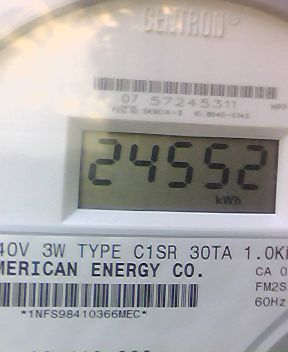 CENTRON®
07 57245311
24552
kWh
40V 3W TYPE C1SR 30TA 1.0K
MERICAN ENERGY CO.
CA 0
FM2S
60Hz
*1NFS98410366MEC*